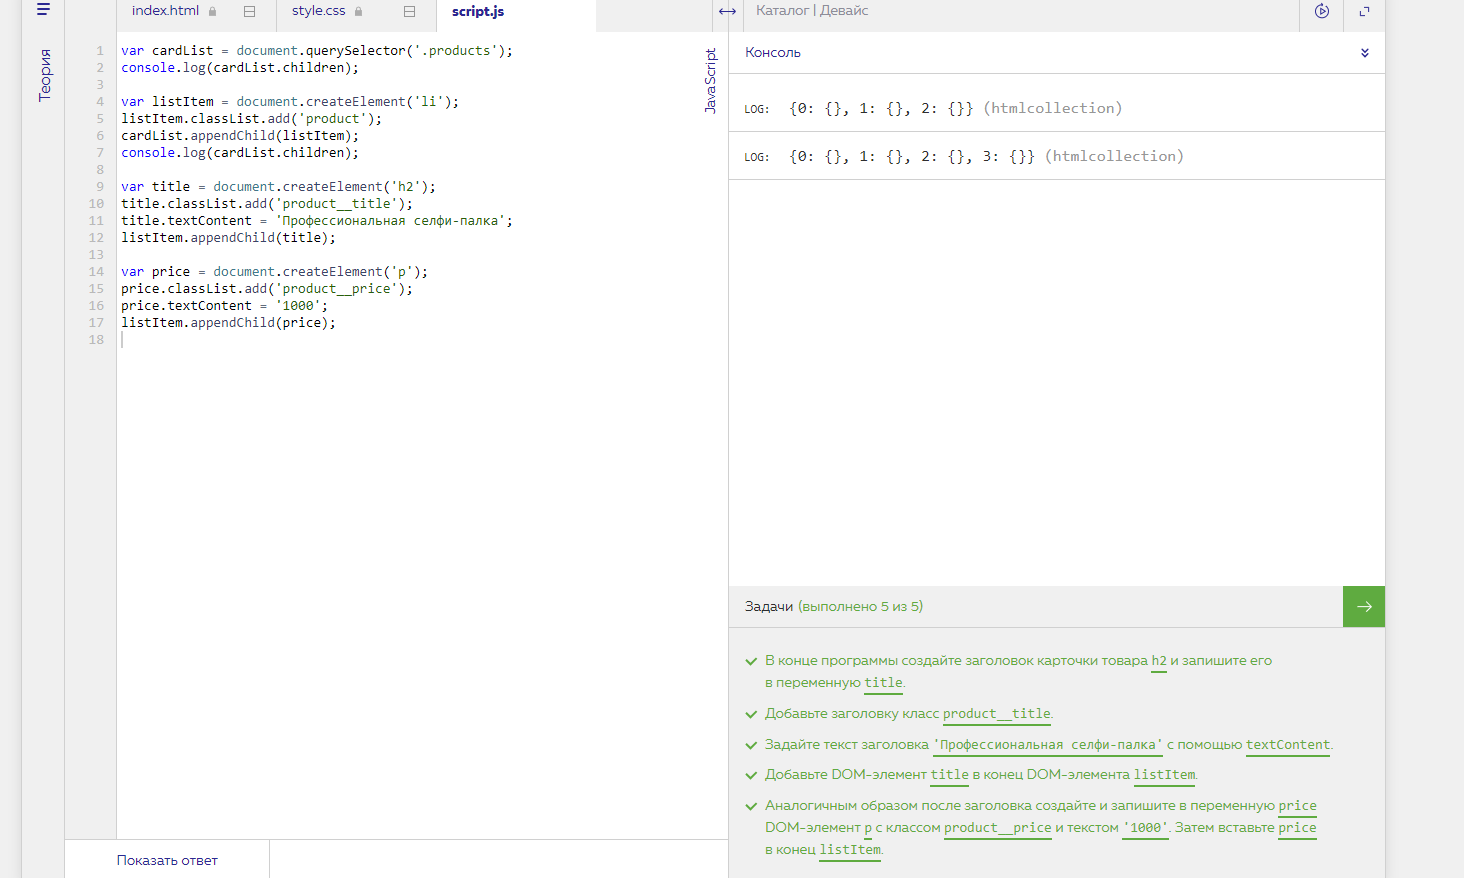 index.html
style.css
script.js
Каталог | Девайс
Теория
JavaScript
1 var cardList = document.querySelector('.products');
2 console.log(cardList.children);
3
4 var listItem = document.createElement('li');
5 listItem.classList.add('product');
6 cardList.appendChild(listItem);
7 console.log(cardList.children);
8
9 var title = document.createElement('h2');
10 title.classList.add('product__title');
11 title.textContent = 'Профессиональная селфи-палка';
12 listItem.appendChild(title);
13
14 var price = document.createElement('p');
15 price.classList.add('product__price');
16 price.textContent = '1000';
17 listItem.appendChild(price);
18
Показать ответ
Консоль
LOG: {0: {}, 1: {}, 2: {}} (htmlcollection)
LOG: {0: {}, 1: {}, 2: {}, 3: {}} (htmlcollection)
Задачи (выполнено 5 из 5)
В конце программы создайте заголовок карточки товара h2 и запишите его
в переменную title.
Добавьте заголовку класс product__title.
Задайте текст заголовка 'Профессиональная селфи-палка' с помощью textContent.
Добавьте DOM-элемент title в конец DOM-элемента listItem.
Аналогичным образом после заголовка создайте и запишите в переменную price
DOM-элемент p с классом product__price и текстом '1000'. Затем вставьте price
в конец listItem.